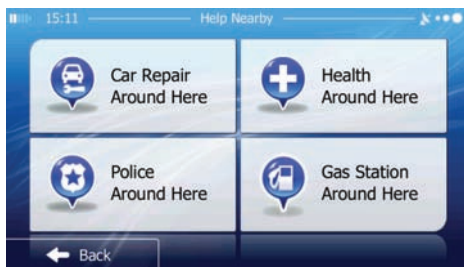 15:11
Help Nearby
Car Repair
Around Here
Health
Around Here
Police
Around Here
Gas Station
Around Here
Back